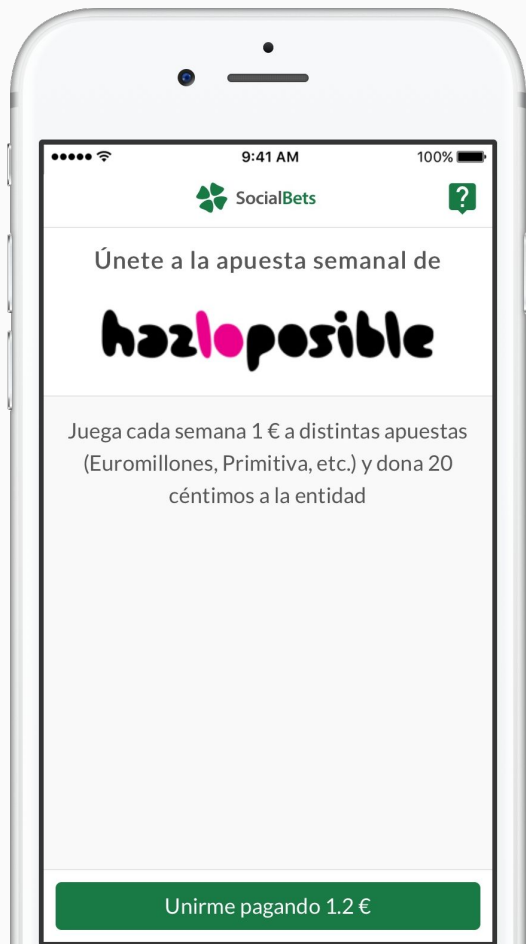 9:41 AM
100%
SocialBets
?
Únete a la apuesta semanal de
hazloposible
Juega cada semana 1 € a distintas apuestas
(Euromillones, Primitiva, etc.) y dona 20
céntimos a la entidad
Unirme pagando 1.2 €